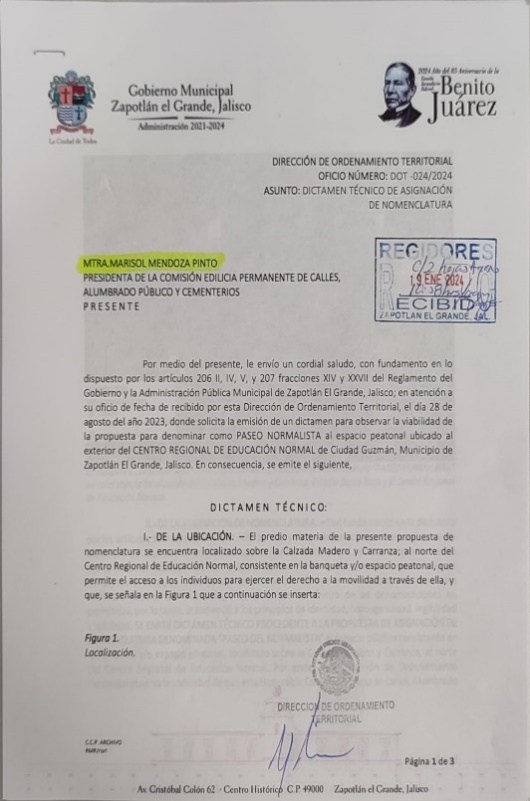 Gobierno Municipal
Zapotlán el Grande, Jalisco
Administración 2021-2024
La Ciudad de Todos
Benito
Juárez
DIRECCIÓN DE ORDENAMIENTO TERRITORIAL
OFICIO NÚMERO: DOT -024/2024
ASUNTO: DICTAMEN TÉCNICO DE ASIGNACIÓN
DE NOMENCLATURA
MTRA.MARISOL MENDOZA PINTO
PRESIDENTA DE LA COMISIÓN EDILICIA PERMANENTE DE CALLES,
ALUMBRADO PÚBLICO Y CEMENTERIOS
P R E S E N T E
REGIDORES
19 ENE 2024
RECIBID
ZAPOTLAN EL GRANDE, JAL.
Por medio del presente, le envío un cordial saludo, con fundamento en lo
dispuesto por los artículos 206 II, IV, V, y 207 fracciones XIV y XXVII del Reglamento del
Gobierno y la Administración Pública Municipal de Zapotlán El Grande, Jalisco; en atención a
su oficio de fecha de recibido por esta Dirección de Ordenamiento Territorial, el día 28 de
agosto del año 2023, donde solicita la emisión de un dictamen para observar la viabilidad de
la propuesta para denominar como PASEO NORMALISTA al espacio peatonal ubicado al
exterior del CENTRO REGIONAL DE EDUCACIÓN NORMAL de Ciudad Guzmán, Municipio de
Zapotlán El Grande, Jalisco. En consecuencia, se emite el siguiente,
D I C T A M E N  T É C N I C O :
I.- DE LA UBICACIÓN. – El predio materia de la presente propuesta de
nomenclatura se encuentra localizado sobre la Calzada Madero y Carranza; al norte del
Centro Regional de Educación Normal, consistente en la banqueta y/o espacio peatonal, que
permite el acceso a los individuos para ejercer el derecho a la movilidad a través de ella, y
que, se señala en la Figura 1 que a continuación se inserta:
Figura 1.
Localización.
DIRECCION DE ORDENAMIENTO
TERRITORIAL
C.C.P. ARCHIVO
Página 1 de 3
Av. Cristóbal Colón 62 - Centro Histórico C.P. 49000 Zapotlán el Grande, Jalisco